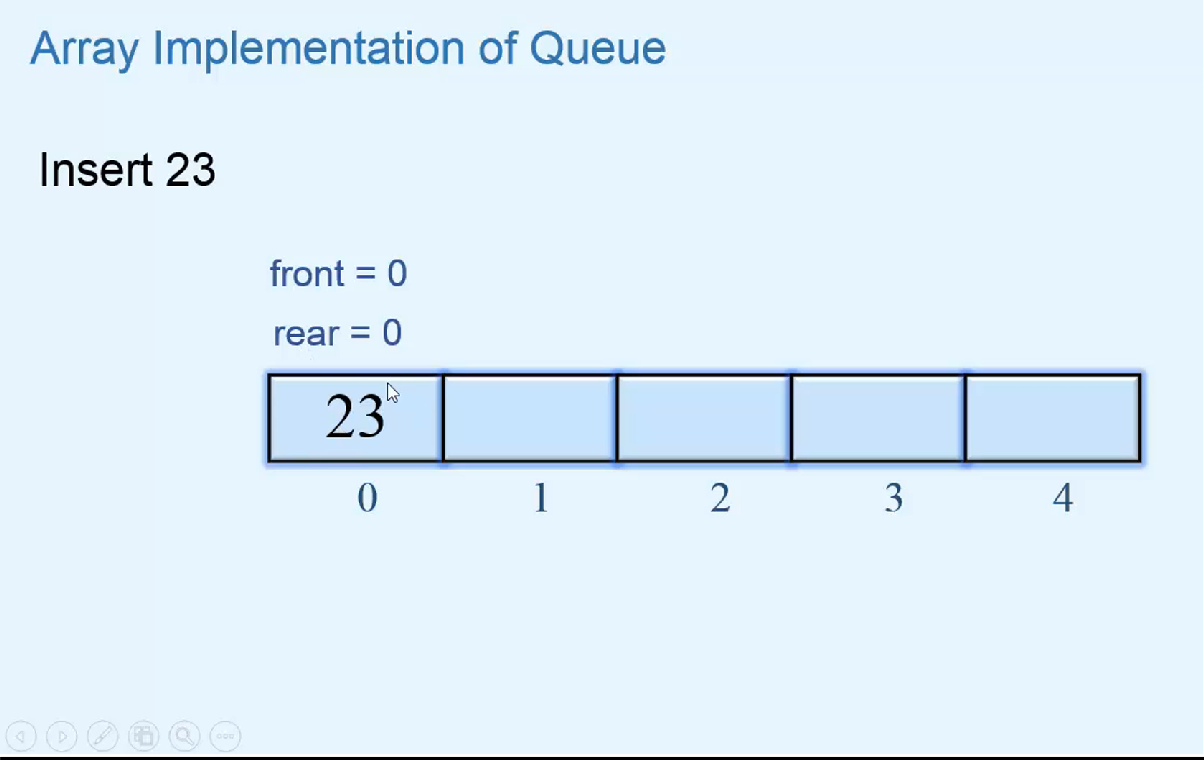 Array Implementation of Queue
Insert 23
front = 0
rear = 0
23
0 1 2 3 4